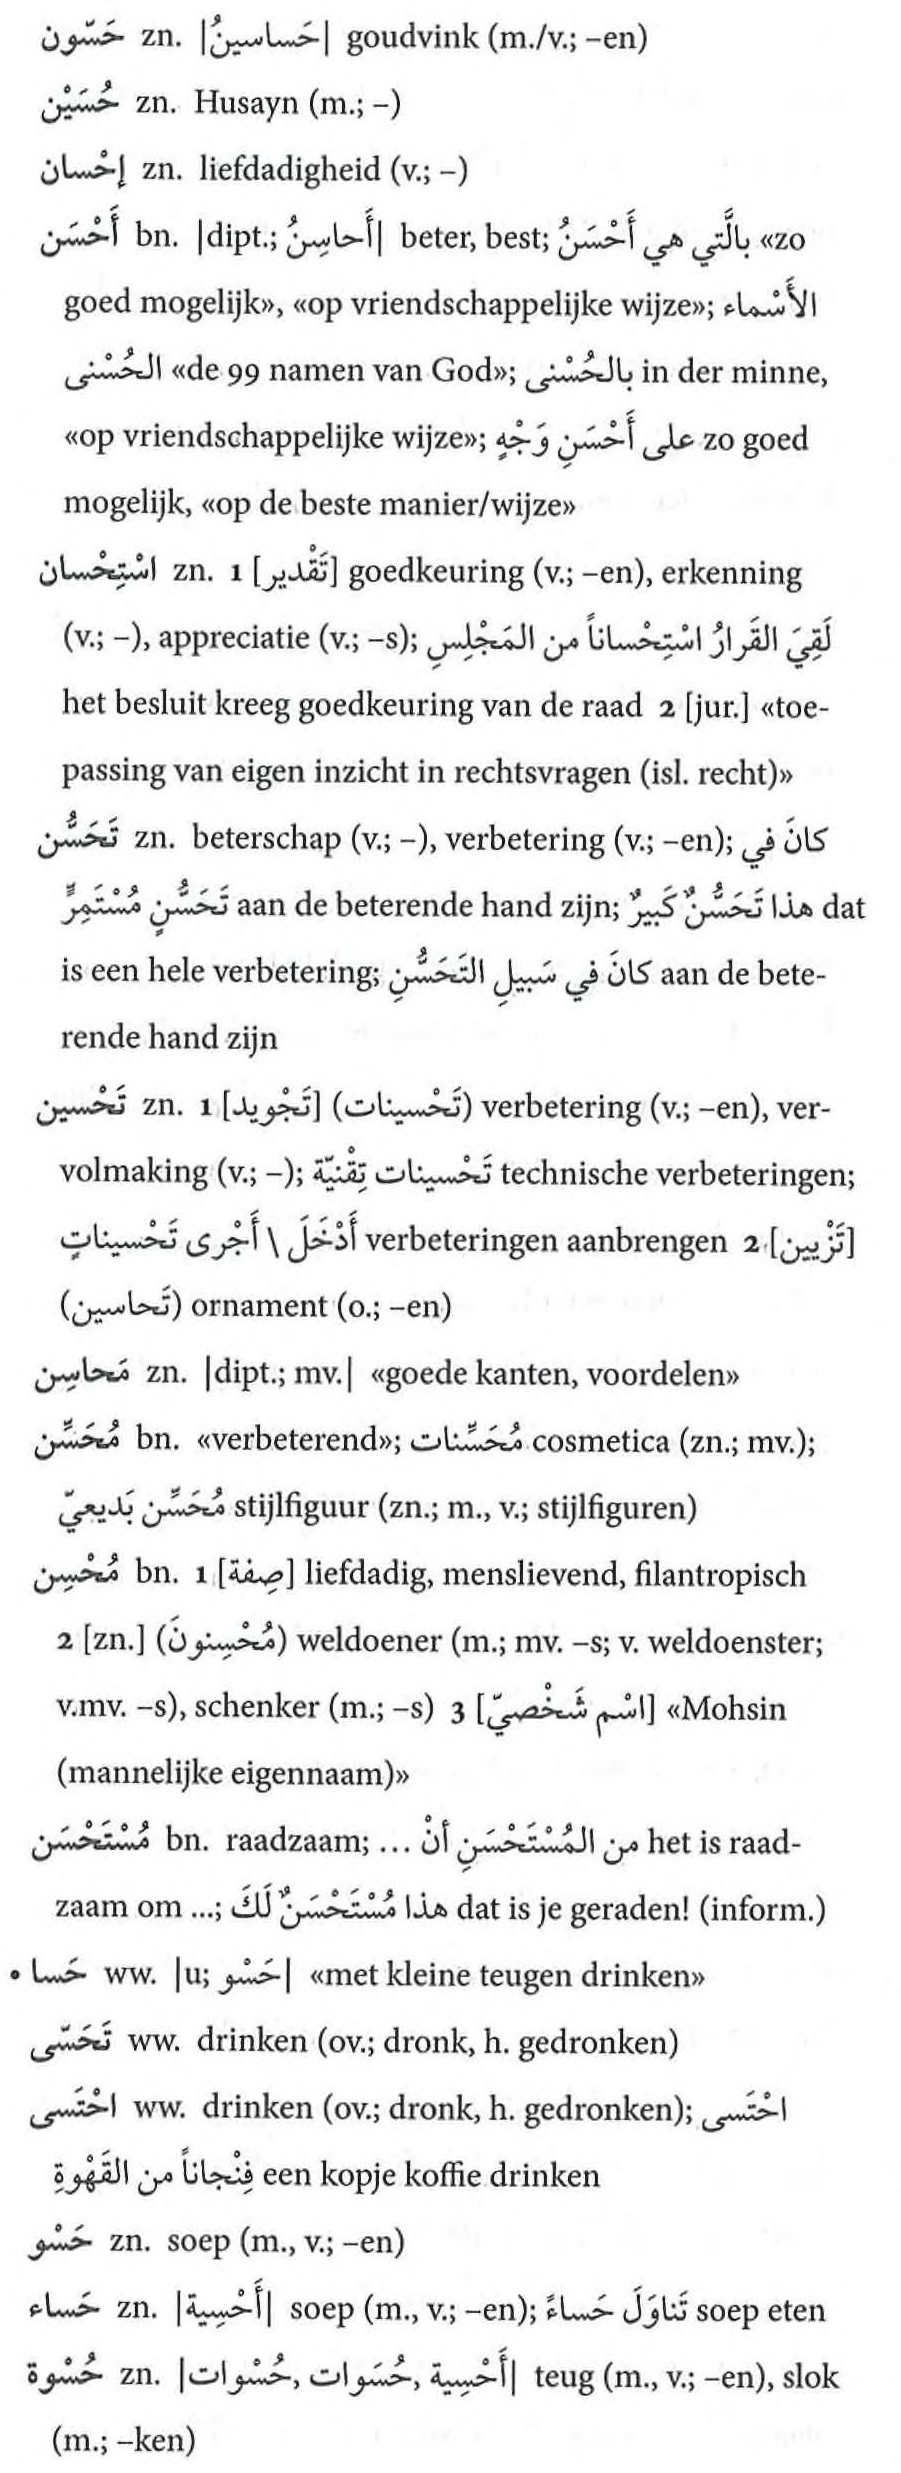 حَسّون zn. |حَساسينُ| goudvink (m./v.; –en)
حُسَيْن zn. Husayn (m.; –)
إحْسان zn. liefdadigheid (v.; –)
أَحْسَن bn. |dipt.; أَحاسِنُ| beter, best; بالَّتي هي أَحْسَنُ «zo
goed mogelijk», «op vriendschappelijke wijze»; الأَسْماء
الحُسْنى «de 99 namen van God»; بالحُسْنى in der minne,
«op vriendschappelijke wijze»; على أَحْسَنِ وَجْهٍ zo goed
mogelijk, «op de beste manier/wijze»
اسْتِحْسان zn. 1 [تَقْدير] goedkeuring (v.; –en), erkenning
(v.; –), appreciatie (v.; –s); لَقِيَ القَرارُ اسْتِحْساناً من المَجْلِسِ
het besluit kreeg goedkeuring van de raad 2 [jur.] «toe-
passing van eigen inzicht in rechtsvragen (isl. recht)»
تَحَسُّن zn. beterschap (v.; –), verbetering (v.; –en); كانَ في
تَحَسُّنٍ مُسْتَمِرٍّ aan de beterende hand zijn; هذا تَحَسُّنٌ كَبيرٌ dat
is een hele verbetering; كانَ في سَبيلِ التَحَسُّنِ aan de bete-
rende hand zijn
تَحْسين zn. 1 [تَجْويد] (تَحْسينات) verbetering (v.; –en), ver-
volmaking (v.; –); تَحْسينات تِقْنيّة technische verbeteringen;
أَدْخَلَ \ أَجْرى تَحْسيناتٍ verbeteringen aanbrengen 2 [تَزْيين]
(تَحاسين) ornament (o.; –en)
مَحاسِن zn. |dipt.; mv.| «goede kanten, voordelen»
مُحَسِّن bn. «verbeterend»; مُحَسِّنات cosmetica (zn.; mv.);
مُحَسِّن بَديعيّ stijlfiguur (zn.; m., v.; stijlfiguren)
مُحْسِن bn. 1 [صِفة] liefdadig, menslievend, filantropisch
2 [zn.] (مُحْسِنونَ) weldoener (m.; mv. –s; v. weldoenster;
v.mv. –s), schenker (m.; –s) 3 [اسْم شَخْصيّ] «Mohsin
(mannelijke eigennaam)»
مُسْتَحْسَن bn. raadzaam; من المُسْتَحْسَنِ أنْ ... het is raad-
zaam om ...; هذا مُسْتَحْسَنٌ لَكَ dat is je geraden! (inform.)
• حَسا ww. |u; حَسْو| «met kleine teugen drinken»
تَحَسّى ww. drinken (ov.; dronk, h. gedronken)
احْتَسى ww. drinken (ov.; dronk, h. gedronken); احْتَسى
فِنْجاناً من القَهْوةِ een kopje koffie drinken
حَسْو zn. soep (m., v.; –en)
حَساء zn. |أَحْسِية| soep (m., v.; –en); تَناوَلَ حَساءً soep eten
حُسْوة zn. |أَحْسِية, حُسَوات, حُسْوات| teug (m., v.; –en), slok
(m.; –ken)